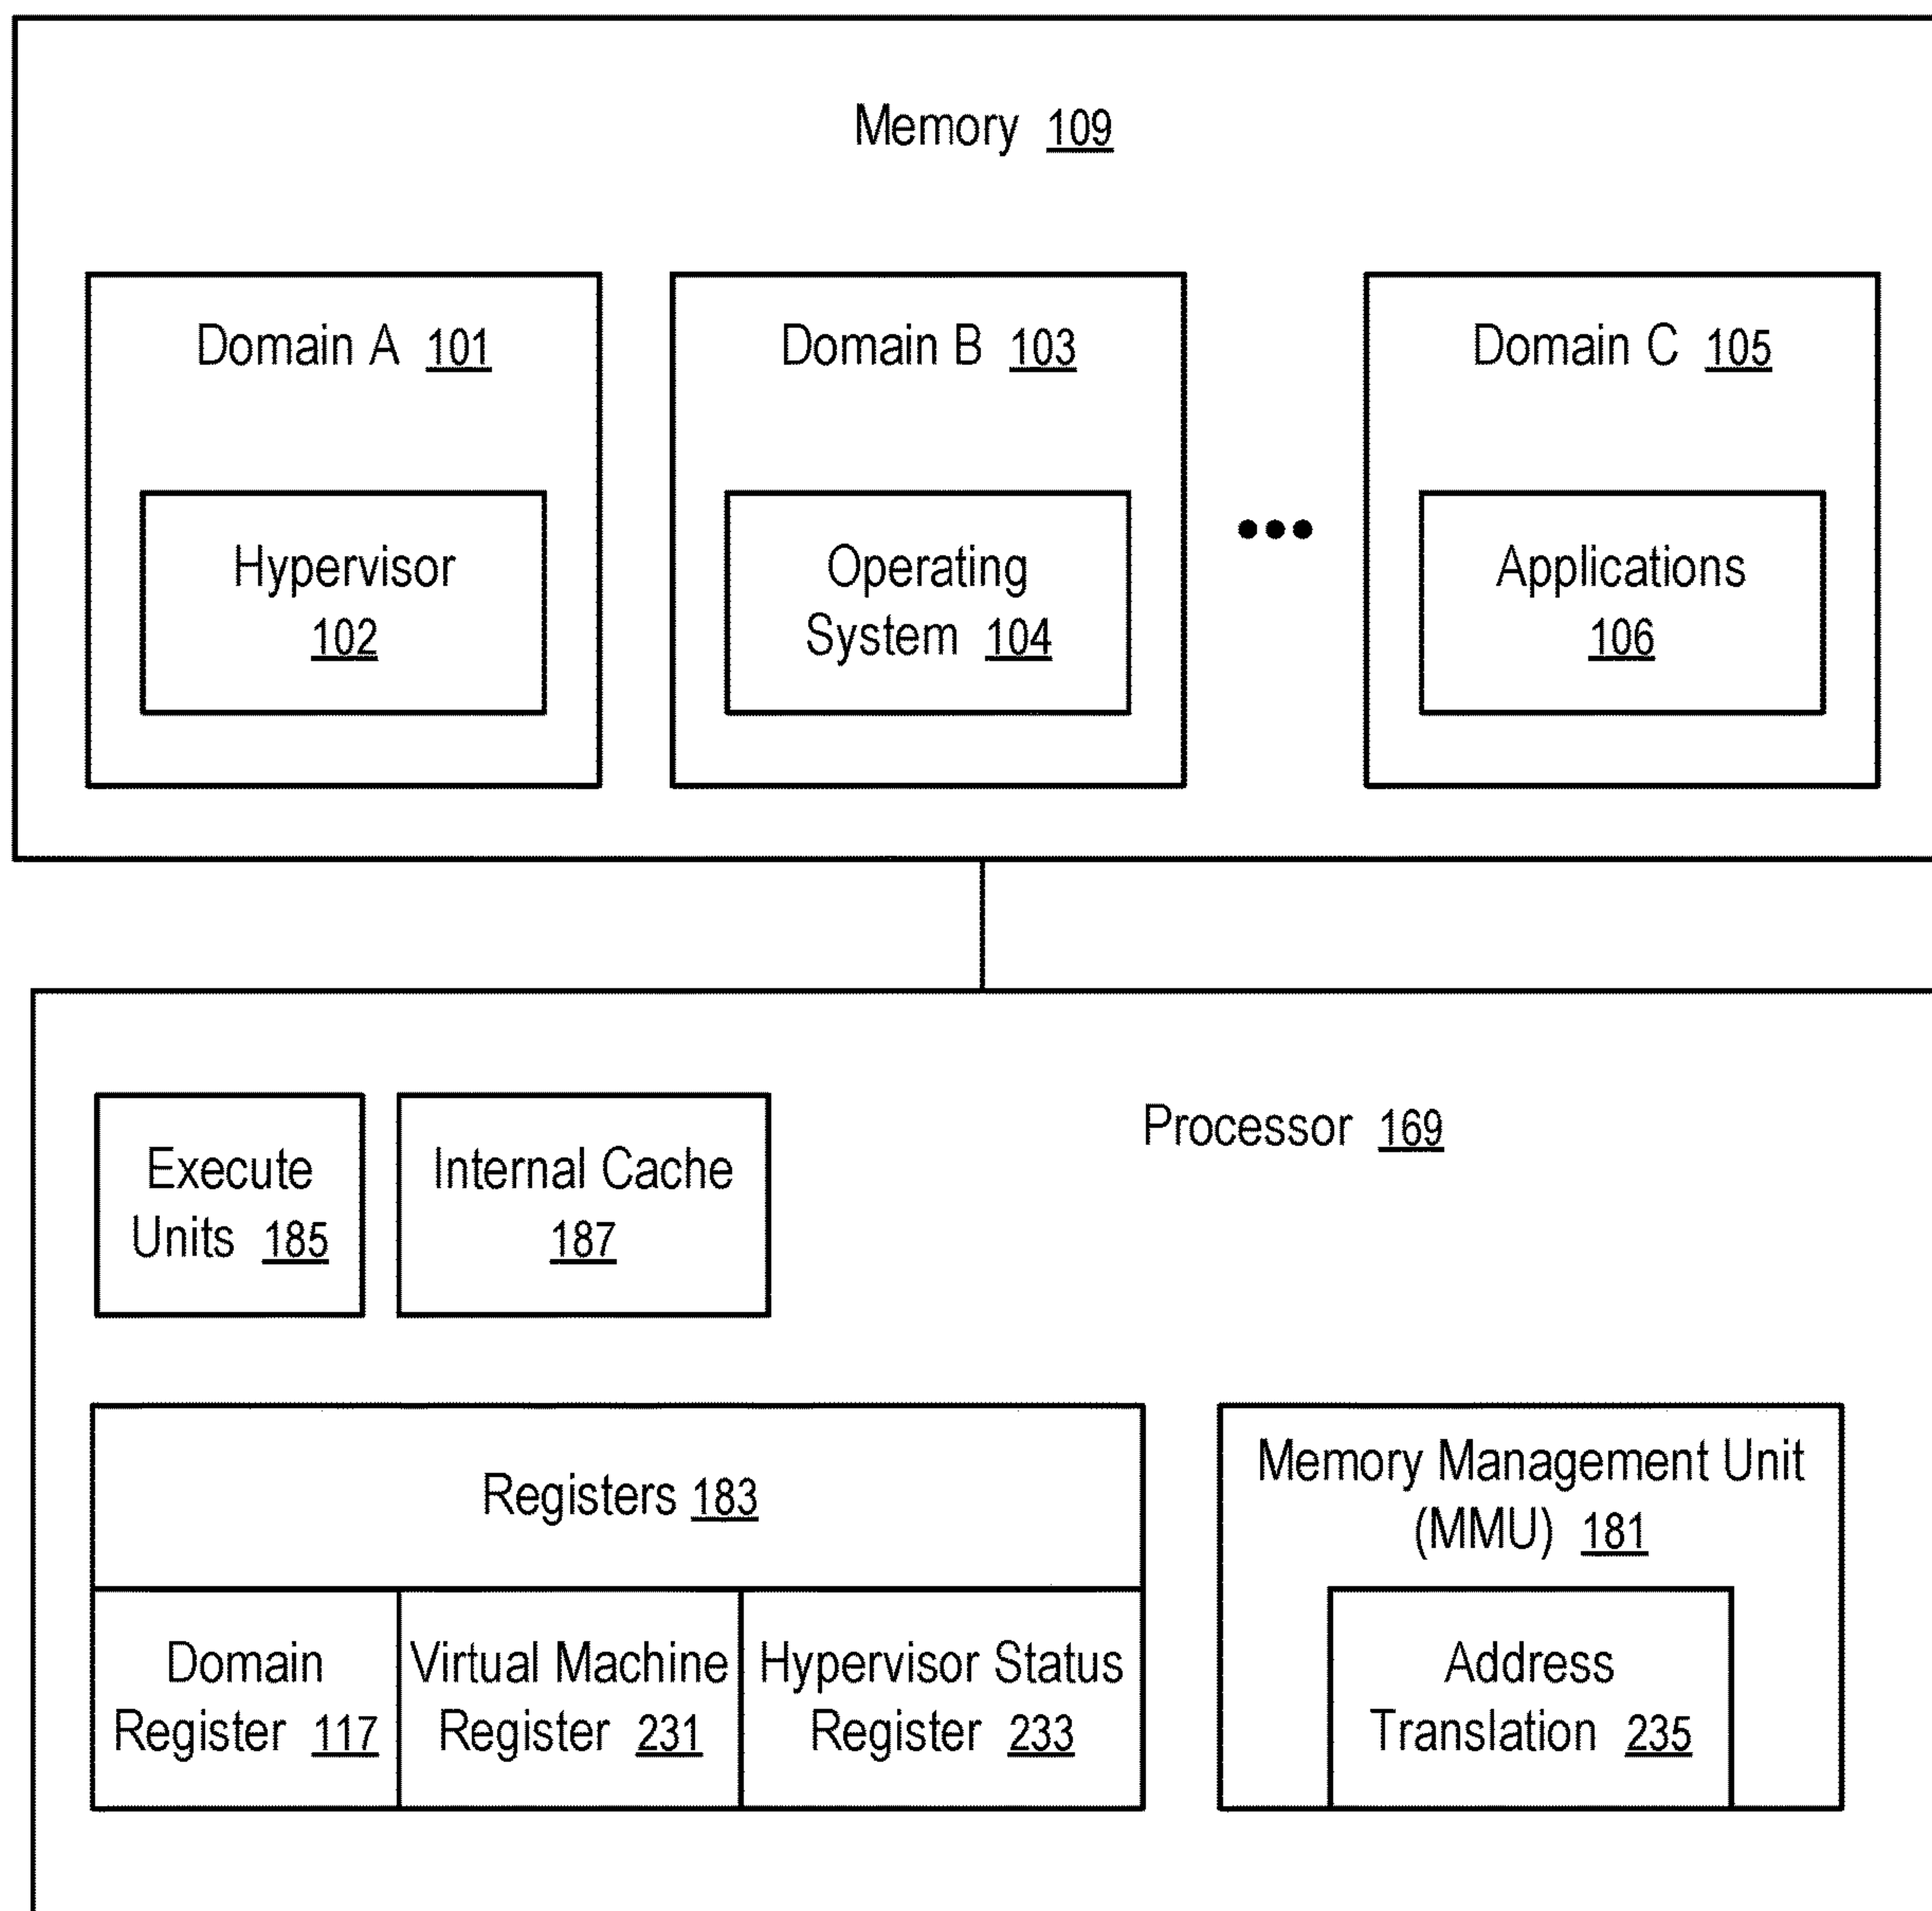 Memory 109
Domain A 101
Hypervisor
102
Domain B 103
Operating
System 104
Domain C 105
Applications
106
Processor 169
Execute
Units 185
Internal Cache
187
Registers 183
Domain
Register 117
Virtual Machine
Register 231
Hypervisor Status
Register 233
Memory Management Unit
(MMU) 181
Address
Translation 235